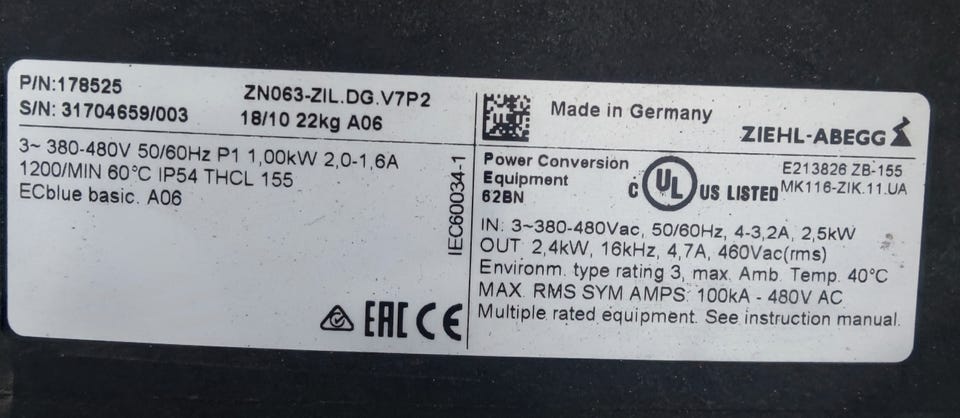 P/N:178525
S/N: 31704659/003
ZN063-ZIL.DG.V7P2
18/10 22kg A06
3~ 380-480V 50/60Hz P1 1,00kW 2,0-1,6A
1200/MIN 60°C IP54 THCL 155
ECblue basic. A06
IEC60034-1
EAC CE
Made in Germany
ZIEHL-ABEGG
Power Conversion
Equipment
62BN
C UL US LISTED
E213826 ZB-155
MK116-ZIK.11.UA
IN: 3~380-480Vac, 50/60Hz, 4-3,2A, 2,5kW
OUT: 2,4kW, 16kHz, 4,7A, 460Vac(rms)
Environm. type rating 3, max. Amb. Temp. 40°C
MAX. RMS SYM AMPS: 100kA - 480V AC
Multiple rated equipment. See instruction manual.